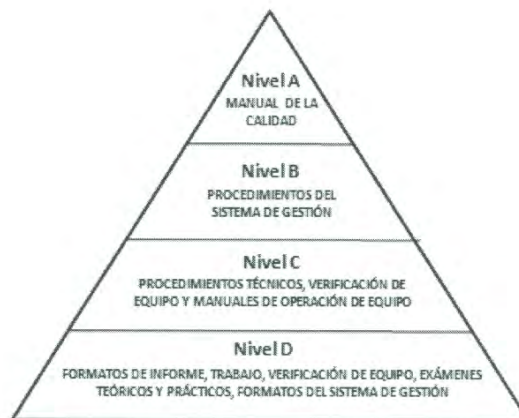 Nivel A
MANUAL DE LA
CALIDAD
Nivel B
PROCEDIMIENTOS DEL
SISTEMA DE GESTIÓN
Nivel C
PROCEDIMIENTOS TÉCNICOS, VERIFICACIÓN DE
EQUIPO Y MANUALES DE OPERACIÓN DE EQUIPO
Nivel D
FORMATOS DE INFORME, TRABAJO, VERIFICACIÓN DE EQUIPO, EXÁMENES
TEÓRICOS Y PRÁCTICOS, FORMATOS DEL SISTEMA DE GESTIÓN